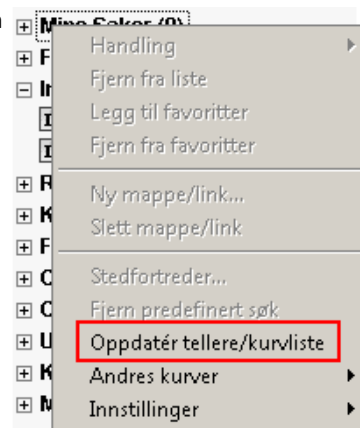 Mine Saker (0)
Handling
Fjern fra liste
Legg til favoritter
Fjern fra favoritter
Ny mappe/link...
Slett mappe/link
Stedfortreder...
Fjern predefinert søk
Oppdatér tellere/kurvliste
Andres kurver
Innstillinger